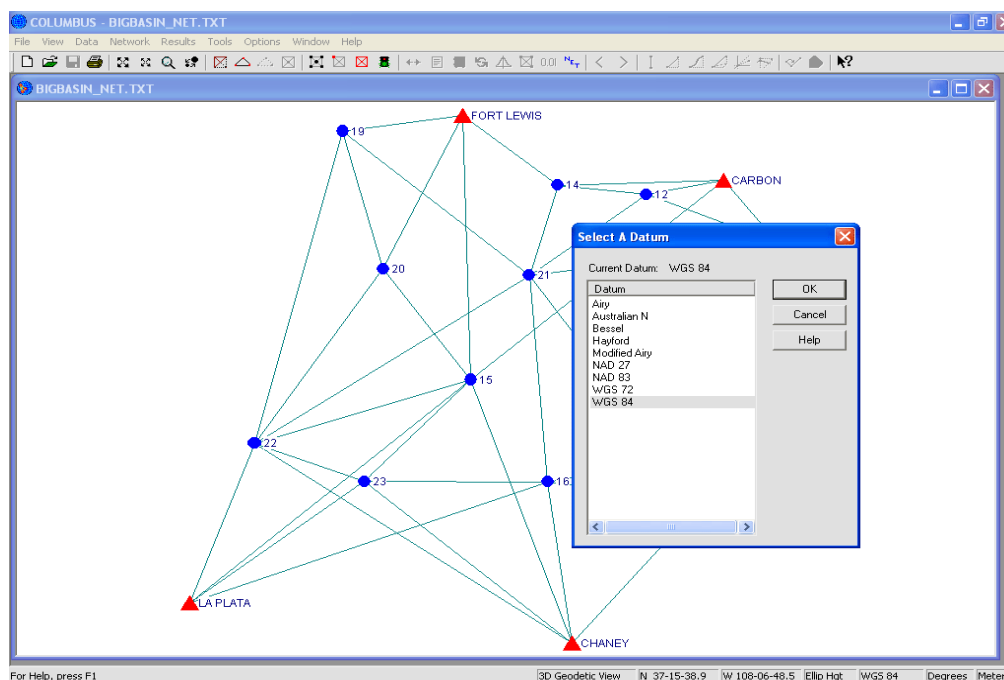 COLUMBUS - BIGBASIN_NET.TXT
File View Data Network Results Tools Options Window Help
0.01 NET
BIGBASIN_NET.TXT
FORT LEWIS
19
CARBON
14
12
20
21
15
22
23
16
LA PLATA
CHANEY
Select A Datum
Current Datum: WGS 84
Datum
Airy
Australian N
Bessel
Hayford
Modified Airy
NAD 27
NAD 83
WGS 72
WGS 84
OK
Cancel
Help
For Help, press F1
3D Geodetic View N 37-15-38.9 W 108-06-48.5 Ellip Hgt WGS 84 Degrees Meter